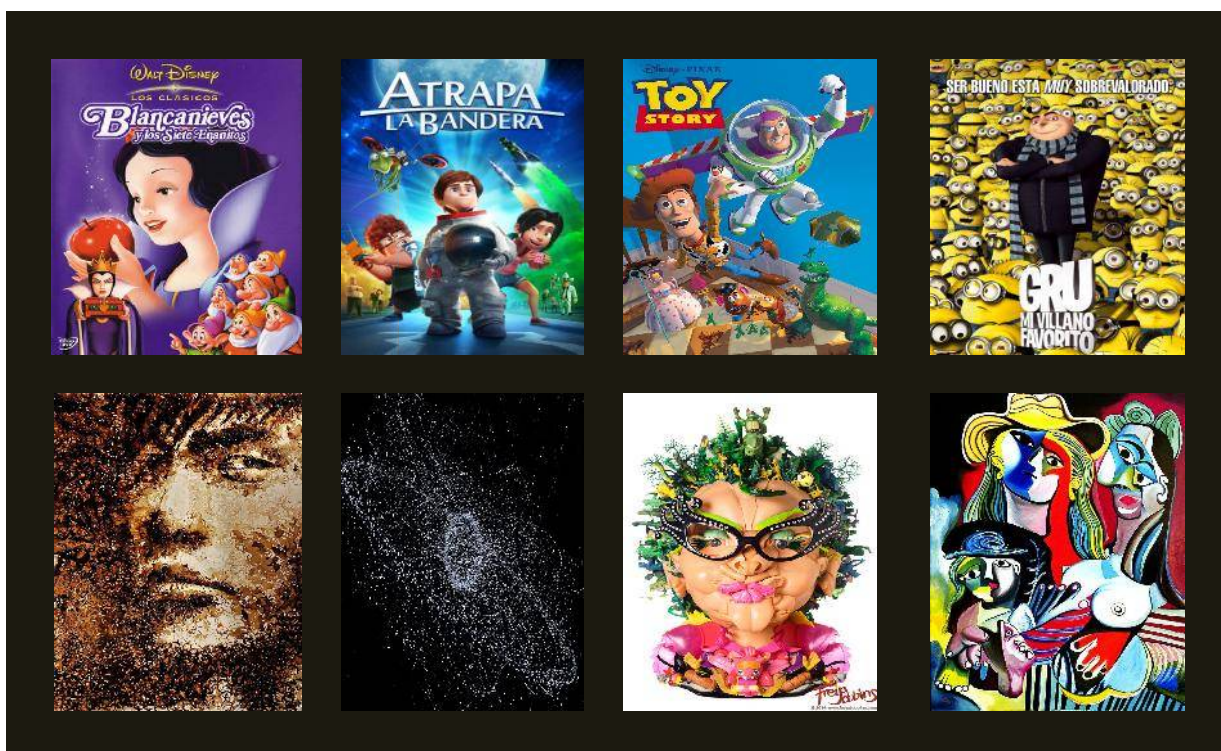 WALT DISNEY
LOS CLASICOS
Blancanieves
y los Siete Enanitos
ATRAPA
LA BANDERA
Disney • PIXAR
TOY
STORY
SER BUENO ESTÁ MUY SOBREVALORADO.
GRU
MI VILLANO
FAVORITO